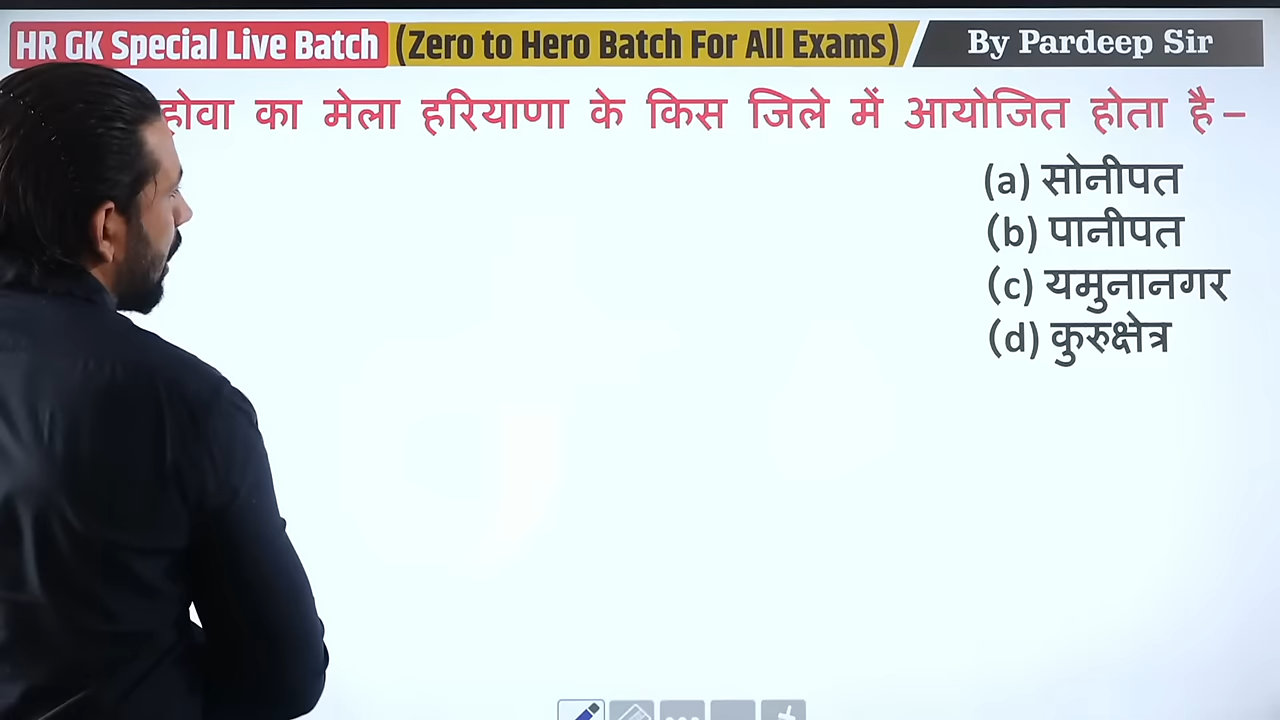 HR GK Special Live Batch (Zero to Hero Batch For All Exams) By Pardeep Sir
का मेला हरियाणा के किस जिले में आयोजित होता है–
(a) सोनीपत
(b) पानीपत
(c) यमुनानगर
(d) कुरुक्षेत्र